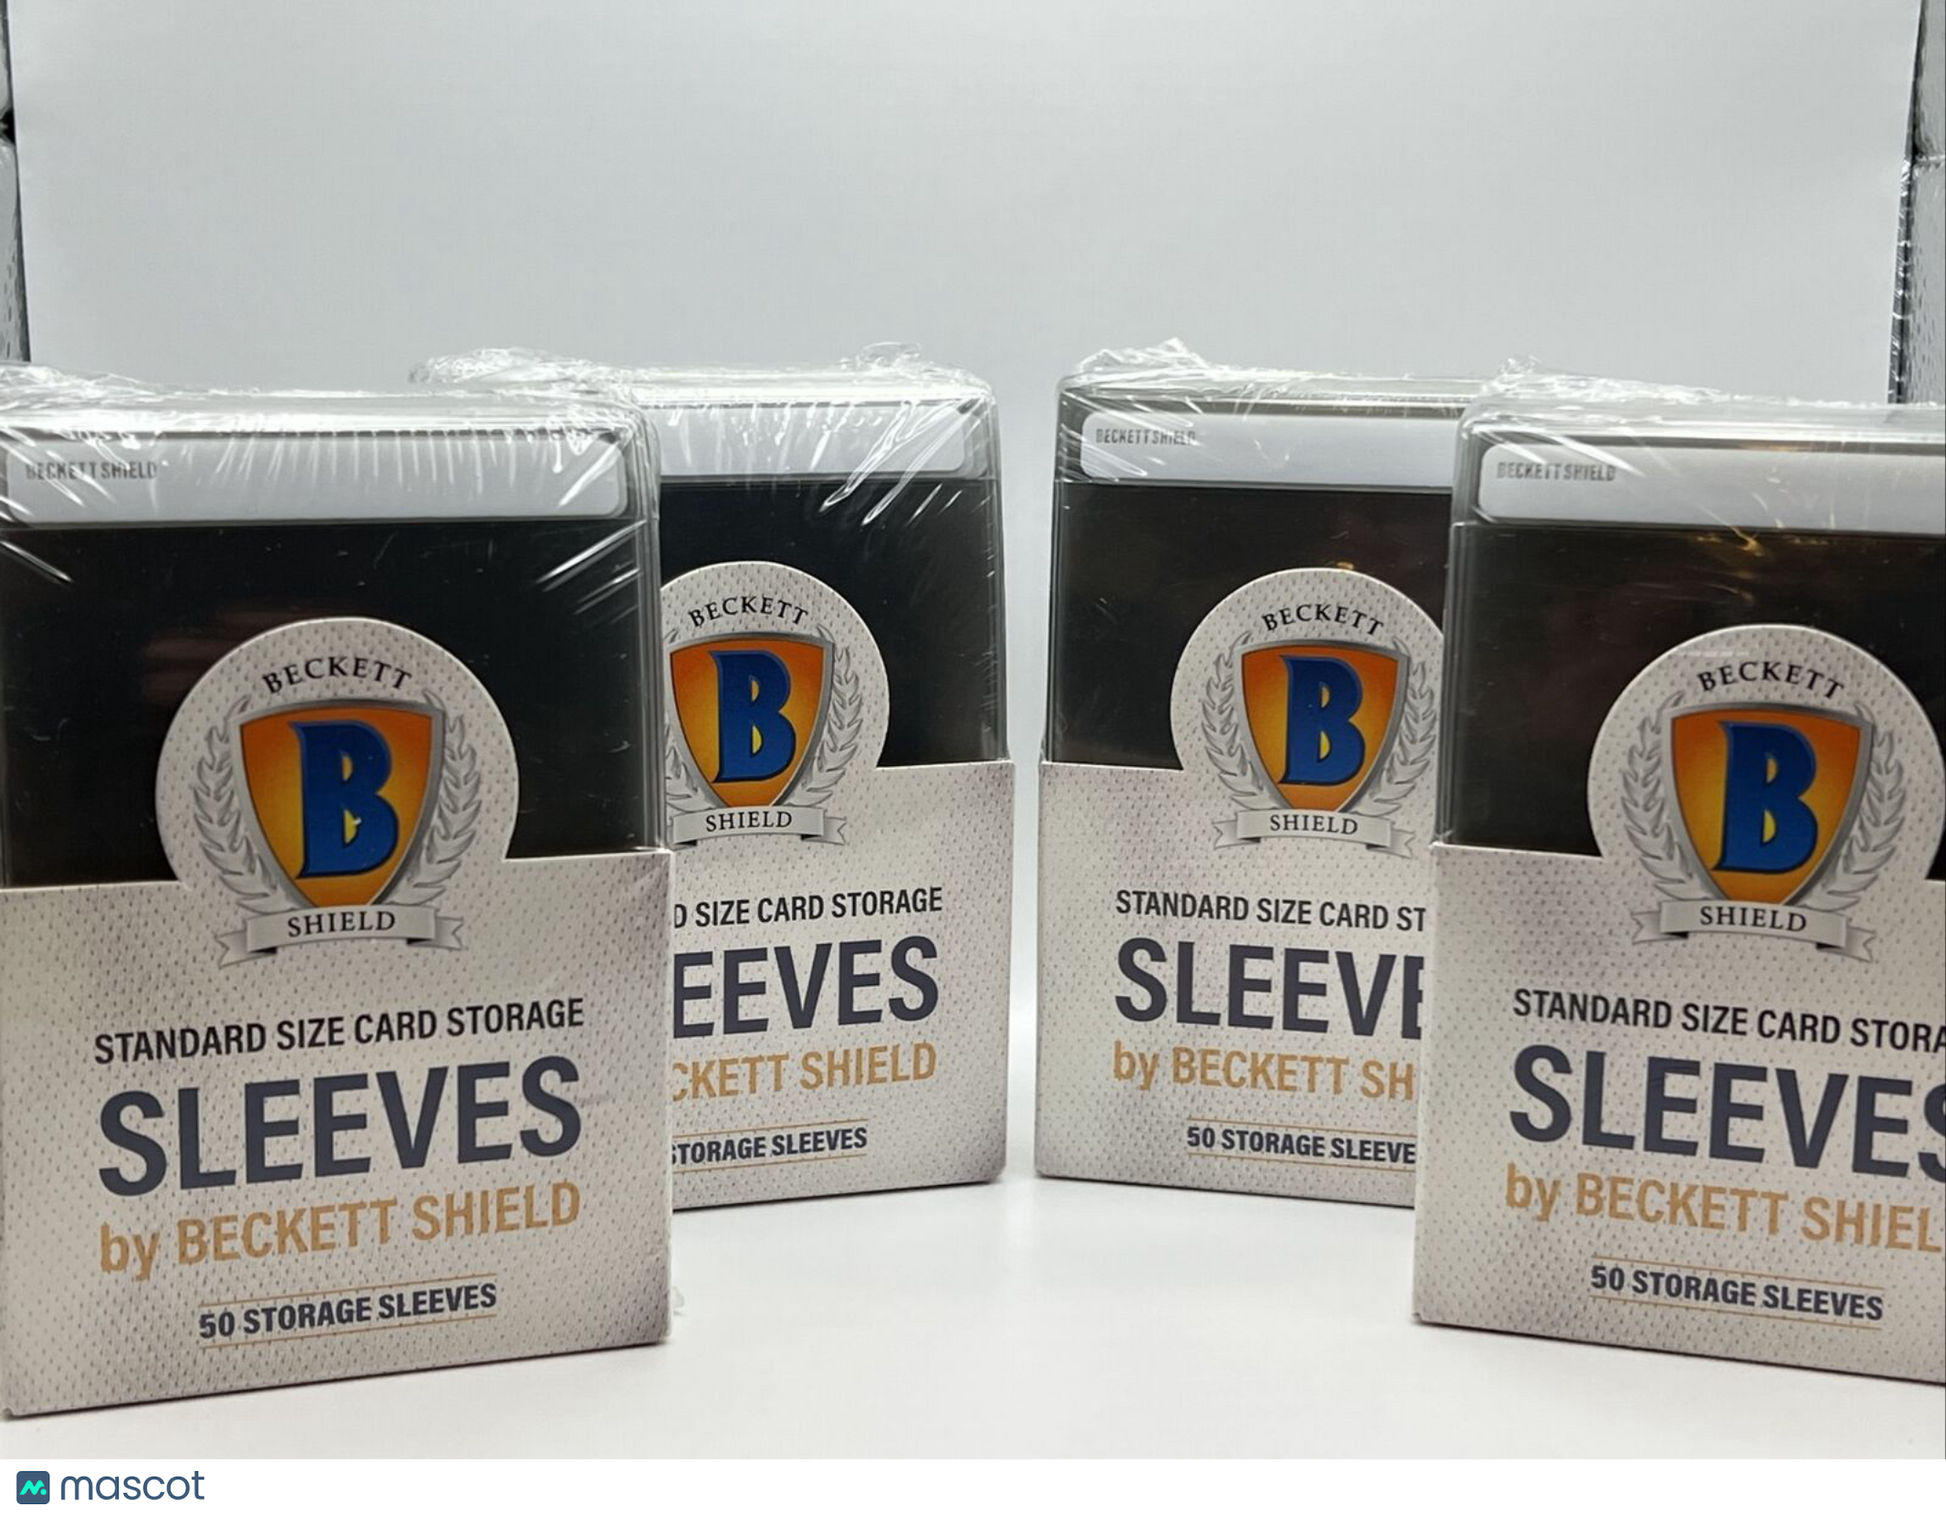 BECKETT SHIELD
BECKETT
B
SHIELD
STANDARD SIZE CARD STORAGE
SLEEVES
by BECKETT SHIELD
50 STORAGE SLEEVES
BECKETT
B
SHIELD
D SIZE CARD STORAGE
EEVES
CKETT SHIELD
STORAGE SLEEVES
BECKETT SHIELD
BECKETT
B
SHIELD
STANDARD SIZE CARD ST
SLEEVE
by BECKETT SH
50 STORAGE SLEEVE
BECKETT SHIELD
BECKETT
B
SHIELD
STANDARD SIZE CARD STORA
SLEEVES
by BECKETT SHIEL
50 STORAGE SLEEVES
mascot